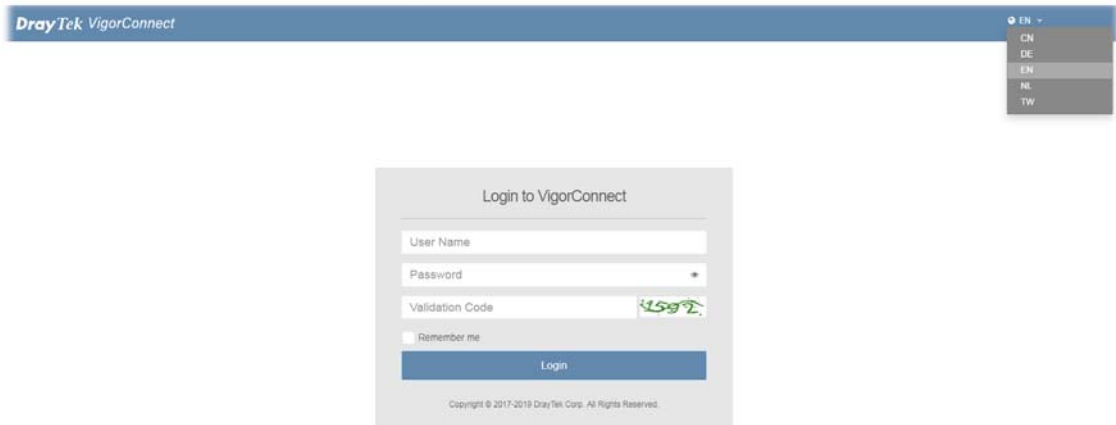 DrayTek VigorConnect
EN
CN
DE
EN
NL
TW
Login to VigorConnect
User Name
Password
Validation Code
Remember me
Login
Copyright © 2017-2019 DrayTek Corp. All Rights Reserved.